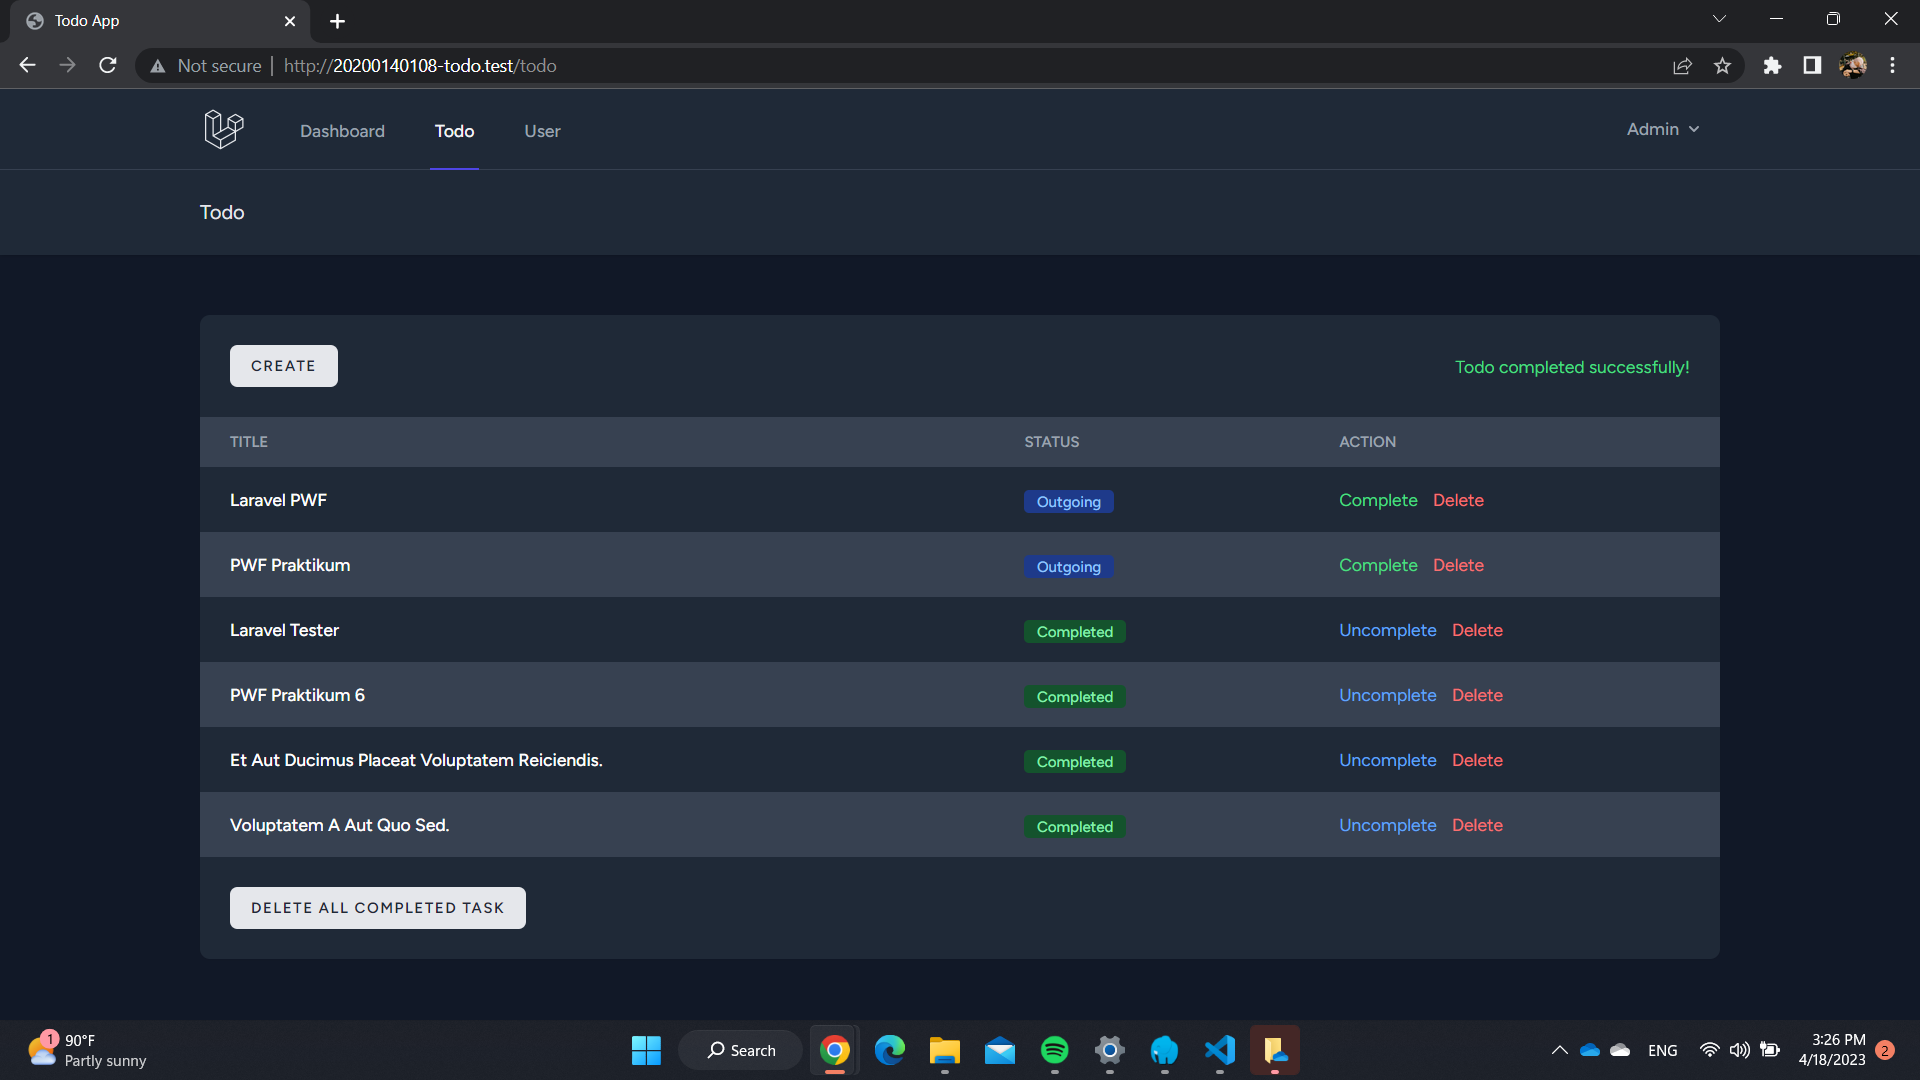 Todo App
Not secure | http://20200140108-todo.test/todo
Dashboard Todo User Admin
Todo
CREATE Todo completed successfully!
TITLE STATUS ACTION
Laravel PWF Outgoing Complete Delete
PWF Praktikum Outgoing Complete Delete
Laravel Tester Completed Uncomplete Delete
PWF Praktikum 6 Completed Uncomplete Delete
Et Aut Ducimus Placeat Voluptatem Reiciendis. Completed Uncomplete Delete
Voluptatem A Aut Quo Sed. Completed Uncomplete Delete
DELETE ALL COMPLETED TASK
1 90°F
Partly sunny
Search
ENG
3:26 PM
4/18/2023
2